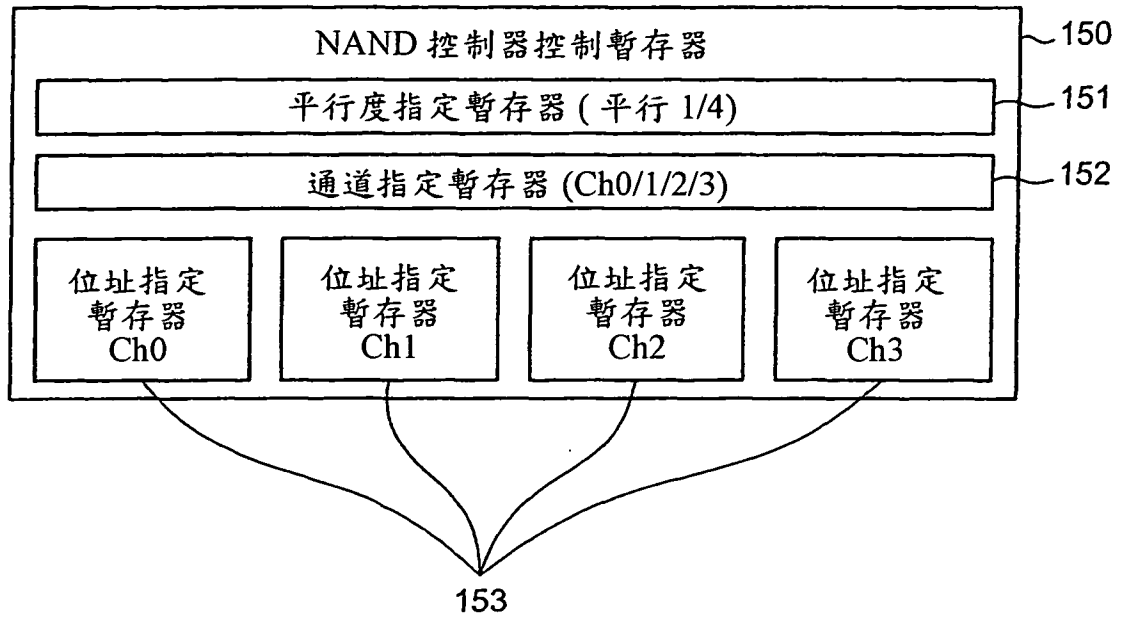 NAND 控制器控制暫存器
150
平行度指定暫存器 ( 平行 1/4)
151
通道指定暫存器 (Ch0/1/2/3)
152
位址指定
暫存器
Ch0
位址指定
暫存器
Ch1
位址指定
暫存器
Ch2
位址指定
暫存器
Ch3
153